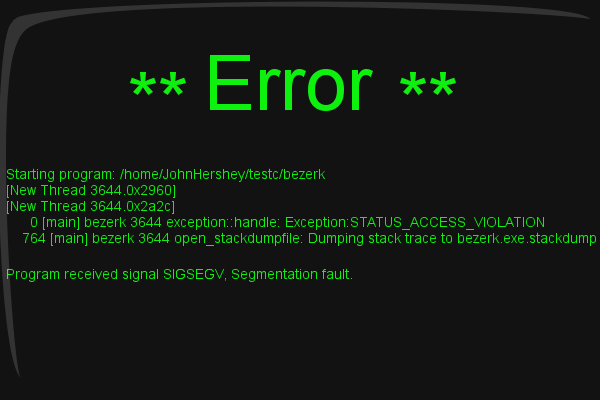 ** Error **
Starting program: /home/JohnHershey/testc/bezerk
[New Thread 3644.0x2960]
[New Thread 3644.0x2a2c]
0 [main] bezerk 3644 exception::handle: Exception:STATUS_ACCESS_VIOLATION
764 [main] bezerk 3644 open_stackdumpfile: Dumping stack trace to bezerk.exe.stackdump
Program received signal SIGSEGV, Segmentation fault.